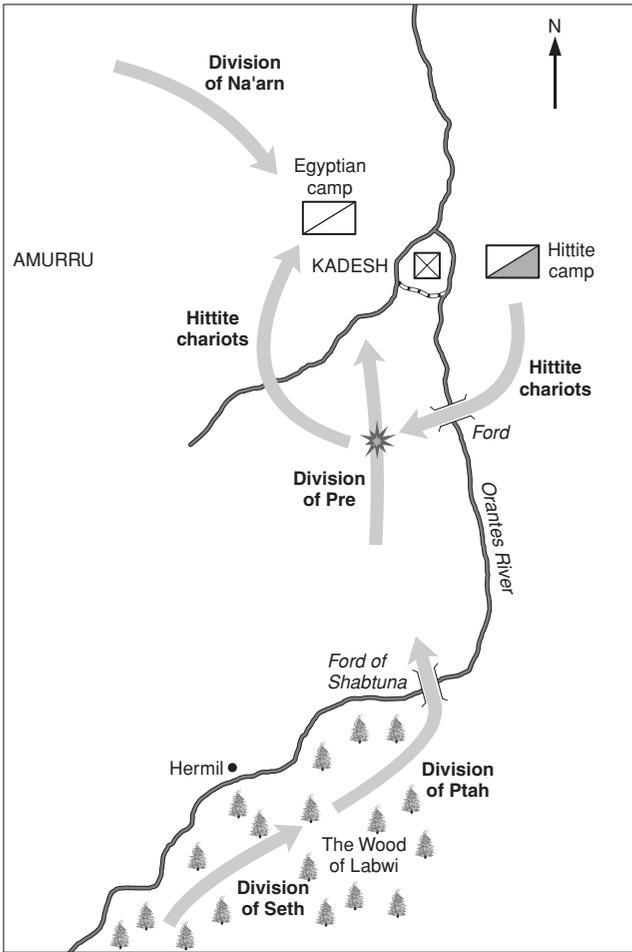 N
Division
of Na'arn
Egyptian
camp
AMURRU
KADESH
Hittite
camp
Hittite
chariots
Hittite
chariots
Ford
Division
of Pre
Orantes River
Ford of
Shabtuna
Hermil
Division
of Ptah
The Wood
of Labwi
Division
of Seth